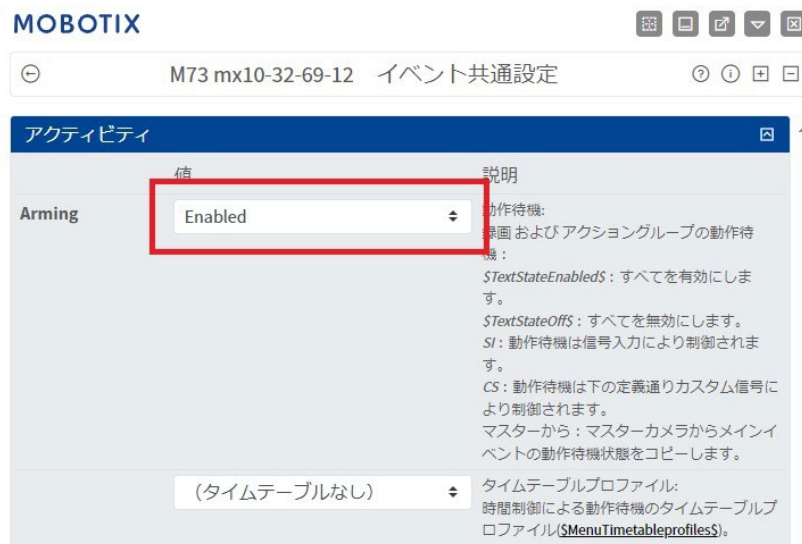 MOBOTIX
M73 mx10-32-69-12 イベント共通設定
アクティビティ
値
説明
Arming
Enabled
動作待機:
録画 および アクショングループの動作待
機：
$TextStateEnabled$：すべてを有効にしま
す。
$TextStateOff$：すべてを無効にします。
SI：動作待機は信号入力により制御されま
す。
CS：動作待機は下の定義通りカスタム信号に
より制御されます。
マスターから：マスターカメラからメインイ
ベントの動作待機状態をコピーします。
（タイムテーブルなし）
タイムテーブルプロファイル:
時間制御による動作待機のタイムテーブルプ
ロファイル($MenuTimetableprofiles$)。